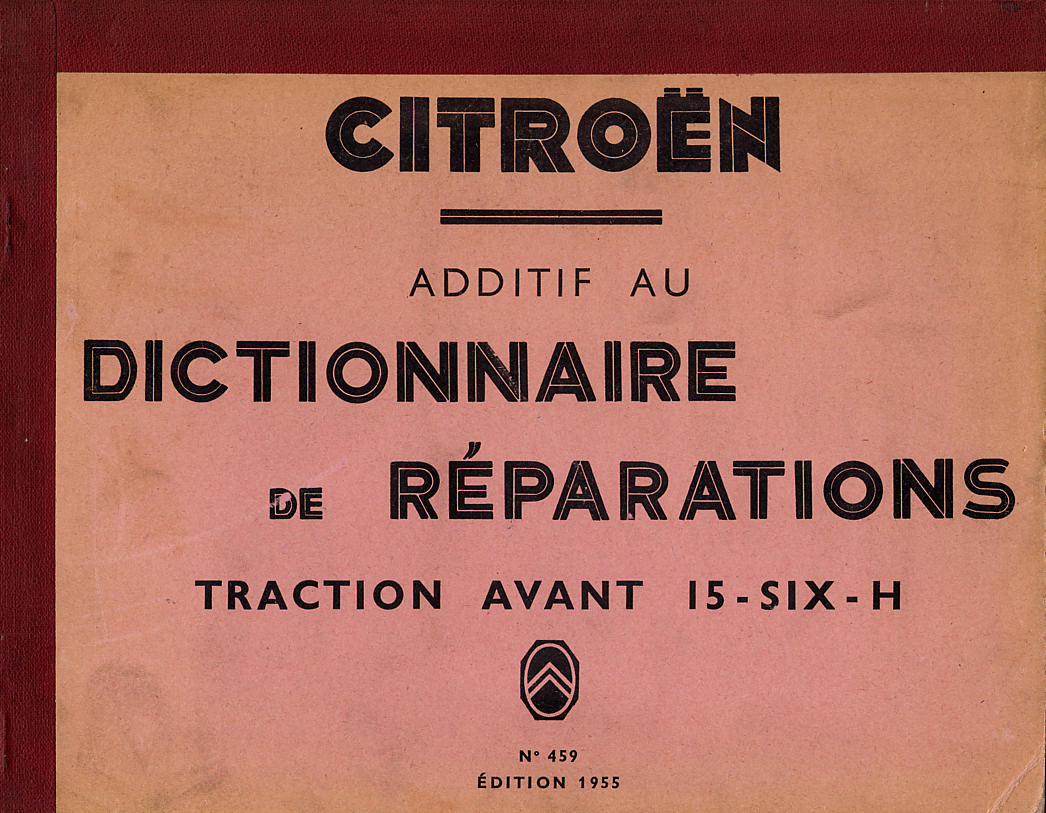 CITROËN
ADDITIF AU
DICTIONNAIRE
DE RÉPARATIONS
TRACTION AVANT 15-SIX-H
N° 459
ÉDITION 1955